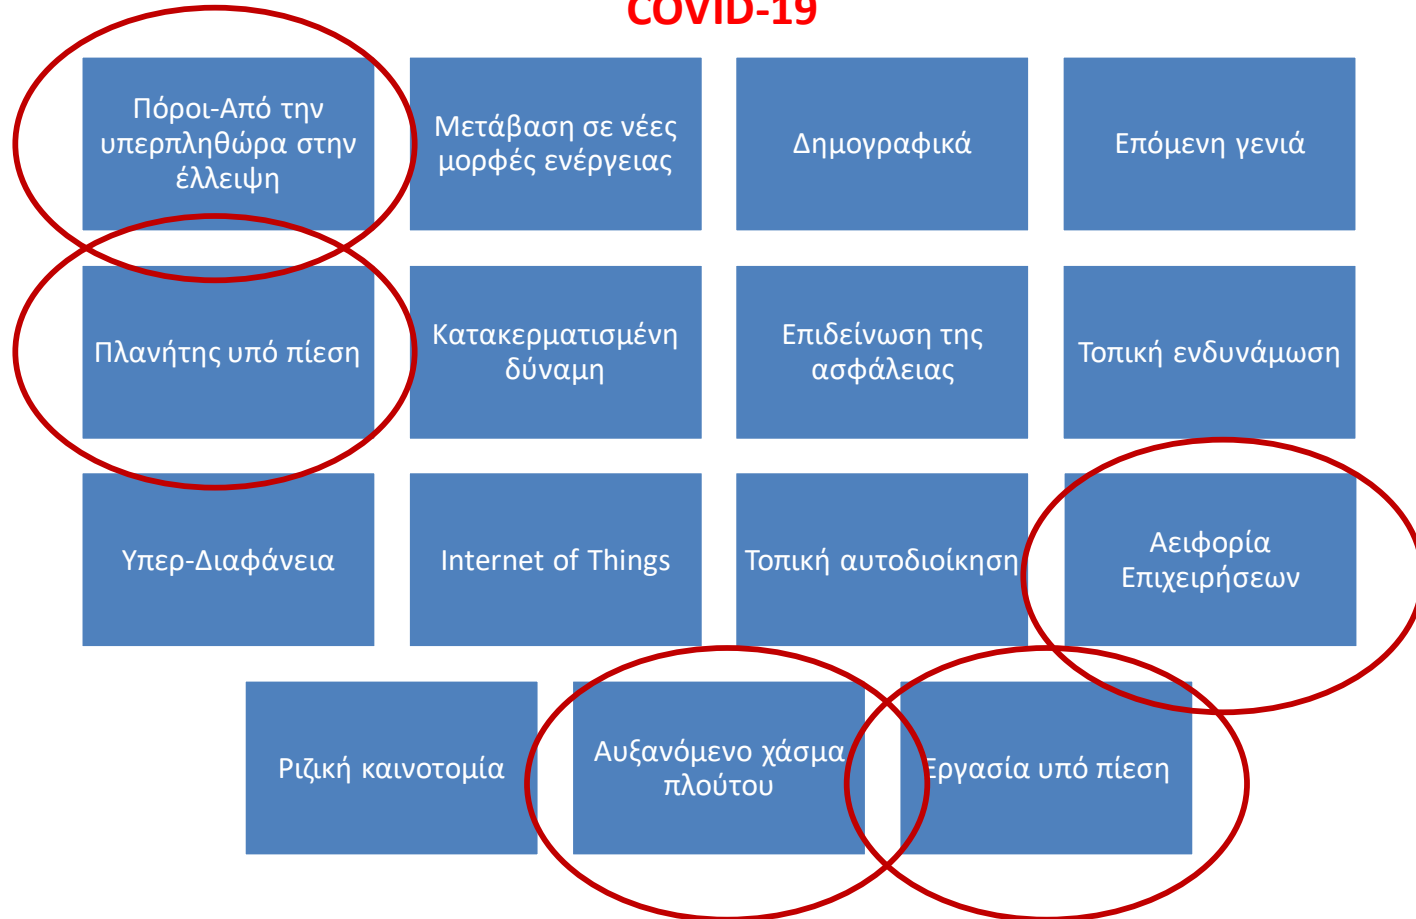 COVID-19
Πόροι-Από την
υπερπληθώρα στην
έλλειψη
Μετάβαση σε νέες
μορφές ενέργειας
Δημογραφικά
Επόμενη γενιά
Πλανήτης υπό πίεση
Κατακερματισμένη
δύναμη
Επιδείνωση της
ασφάλειας
Τοπική ενδυνάμωση
Υπερ-Διαφάνεια
Internet of Things
Τοπική αυτοδιοίκηση
Αειφορία
Επιχειρήσεων
Ριζική καινοτομία
Αυξανόμενο χάσμα
πλούτου
Εργασία υπό πίεση